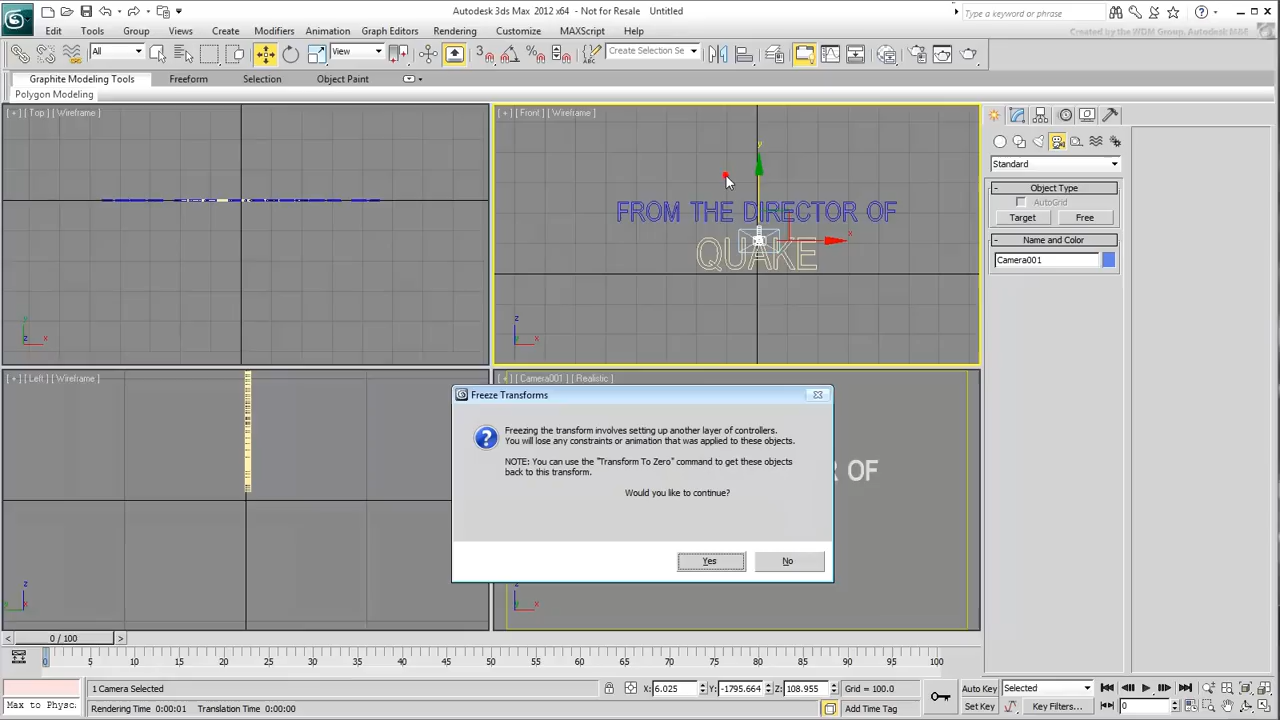 Autodesk 3ds Max 2012 x64 - Not for Resale Untitled
Type a keyword or phrase
Edit Tools Group Views Create Modifiers Animation Graph Editors Rendering Customize MAXScript Help
Created by the WDM Group, Autodesk M&E
All View Create Selection Se
Graphite Modeling Tools Freeform Selection Object Paint
Polygon Modeling
[ + ] [ Top ] [ Wireframe ]
[ + ] [ Front ] [ Wireframe ]
Standard
Object Type
AutoGrid
Target Free
Name and Color
Camera001
y
x
FROM THE DIRECTOR OF
QUAKE
z
x
y
z x
[ + ] [ Left ] [ Wireframe ]
[ + ] [ Camera001 ] [ Realistic ]
Freeze Transforms
Freezing the transform involves setting up another layer of controllers.
You will lose any constraints or animation that was applied to these objects.
NOTE: You can use the "Transform To Zero" command to get these objects
back to this transform.
Would you like to continue?
R OF
Yes No
z
y x
z
x
< 0 / 100 >
0 5 10 15 20 25 30 35 40 45 50 55 60 65 70 75 80 85 90 95 100
1 Camera Selected X: 6.025 Y: -1795.664 Z: 108.955 Grid = 100.0 Auto Key Selected
Max to Physc Rendering Time 0:00:01 Translation Time 0:00:00 Add Time Tag Set Key Key Filters... 0